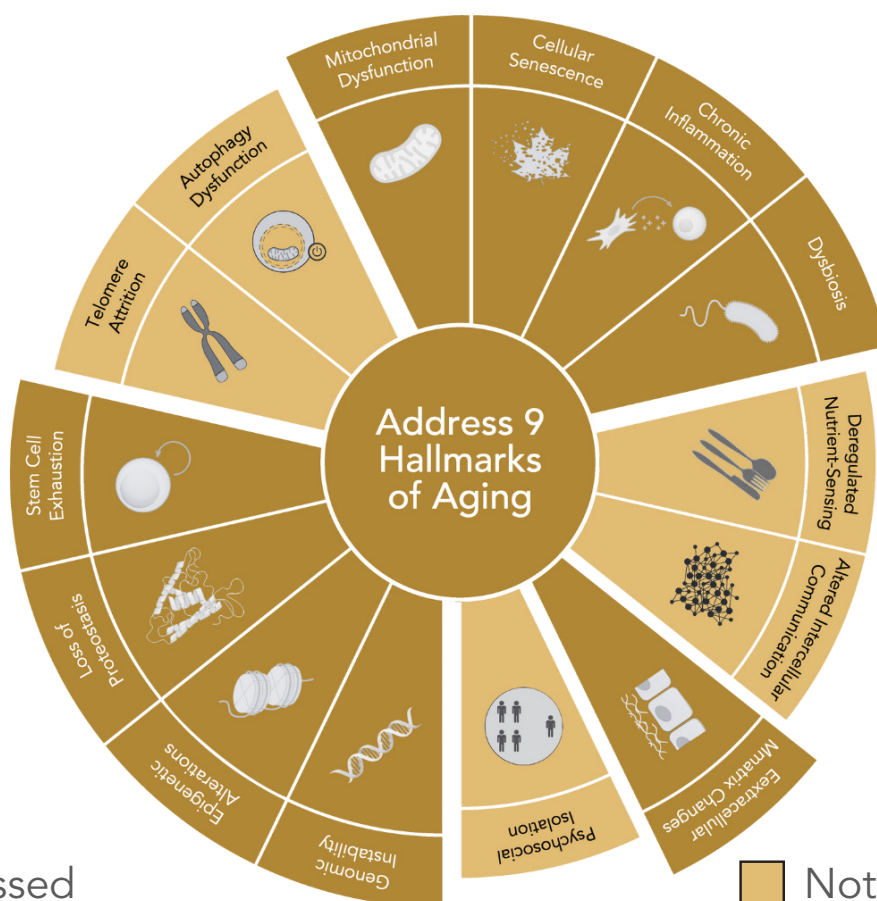 Mitochondrial
Dysfunction
Cellular
Senescence
Chronic
Inflammation
Dysbiosis
Deregulated
Nutrient-Sensing
Altered Intercellular
Communication
Eextracellular
Mmatrix Changes
Psychosocial
Isolation
Genomic
Instability
Epigenetic
Alterations
Loss of
Proteostasis
Stem Cell
Exhaustion
Telomere
Attrition
Autophagy
Dysfunction
Address 9
Hallmarks
of Aging
ssed
Not